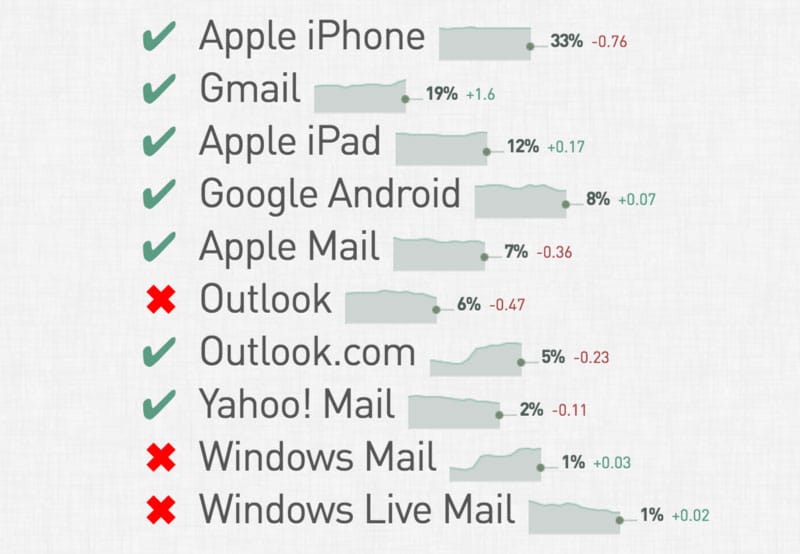 ✔ Apple iPhone 33% -0.76
✔ Gmail 19% +1.6
✔ Apple iPad 12% +0.17
✔ Google Android 8% +0.07
✔ Apple Mail 7% -0.36
✖ Outlook 6% -0.47
✔ Outlook.com 5% -0.23
✔ Yahoo! Mail 2% -0.11
✖ Windows Mail 1% +0.03
✖ Windows Live Mail 1% +0.02